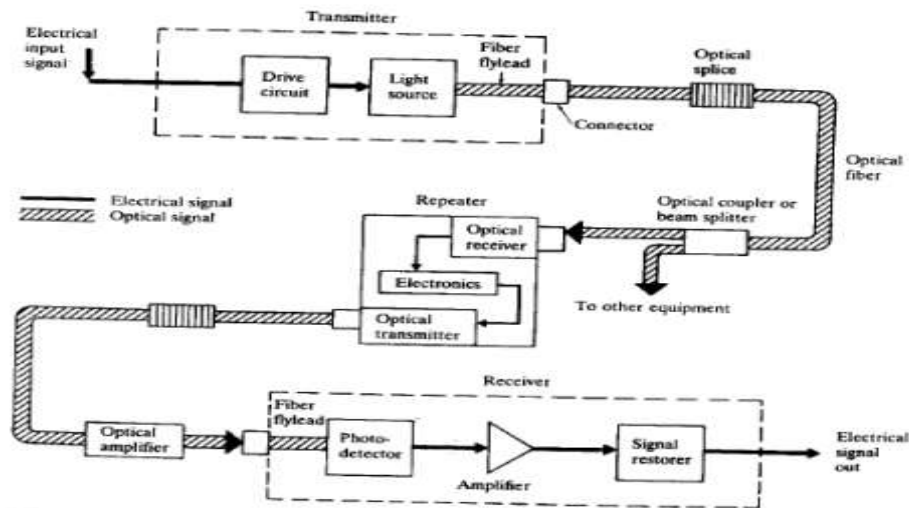 Transmitter
Electrical
input
signal
Drive
circuit
Light
source
Fiber
flylead
Connector
Optical
splice
Optical
fiber
Electrical signal
Optical signal
Repeater
Optical coupler or
beam splitter
Optical
receiver
Electronics
Optical
transmitter
To other equipment
Receiver
Optical
amplifier
Fiber
flylead
Photo-
detector
Amplifier
Signal
restorer
Electrical
signal
out